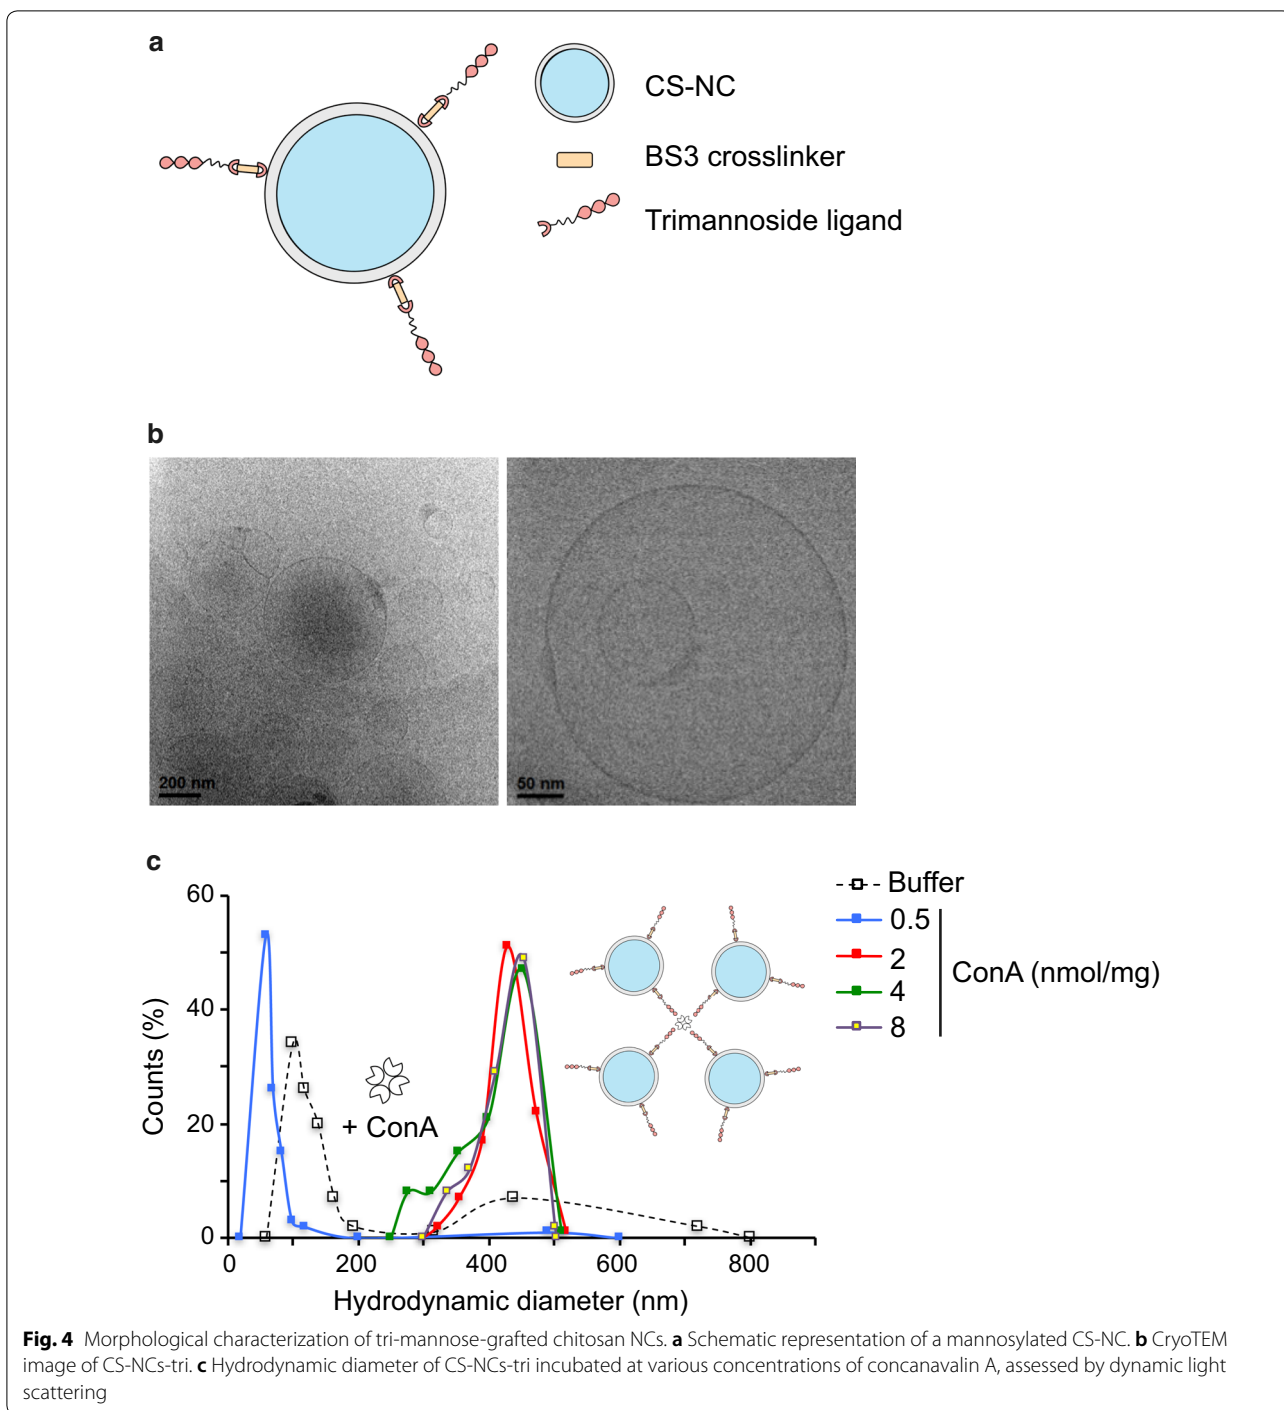 a
CS-NC
BS3 crosslinker
Trimannoside ligand
b
200 nm
50 nm
c
60
40
20
0
Counts (%)
+ ConA
Buffer
0.5
2
4
8
ConA (nmol/mg)
0
200
400
600
800
Hydrodynamic diameter (nm)
Fig. 4 Morphological characterization of tri-mannose-grafted chitosan NCs. a Schematic representation of a mannosylated CS-NC. b CryoTEM
image of CS-NCs-tri. c Hydrodynamic diameter of CS-NCs-tri incubated at various concentrations of concanavalin A, assessed by dynamic light
scattering